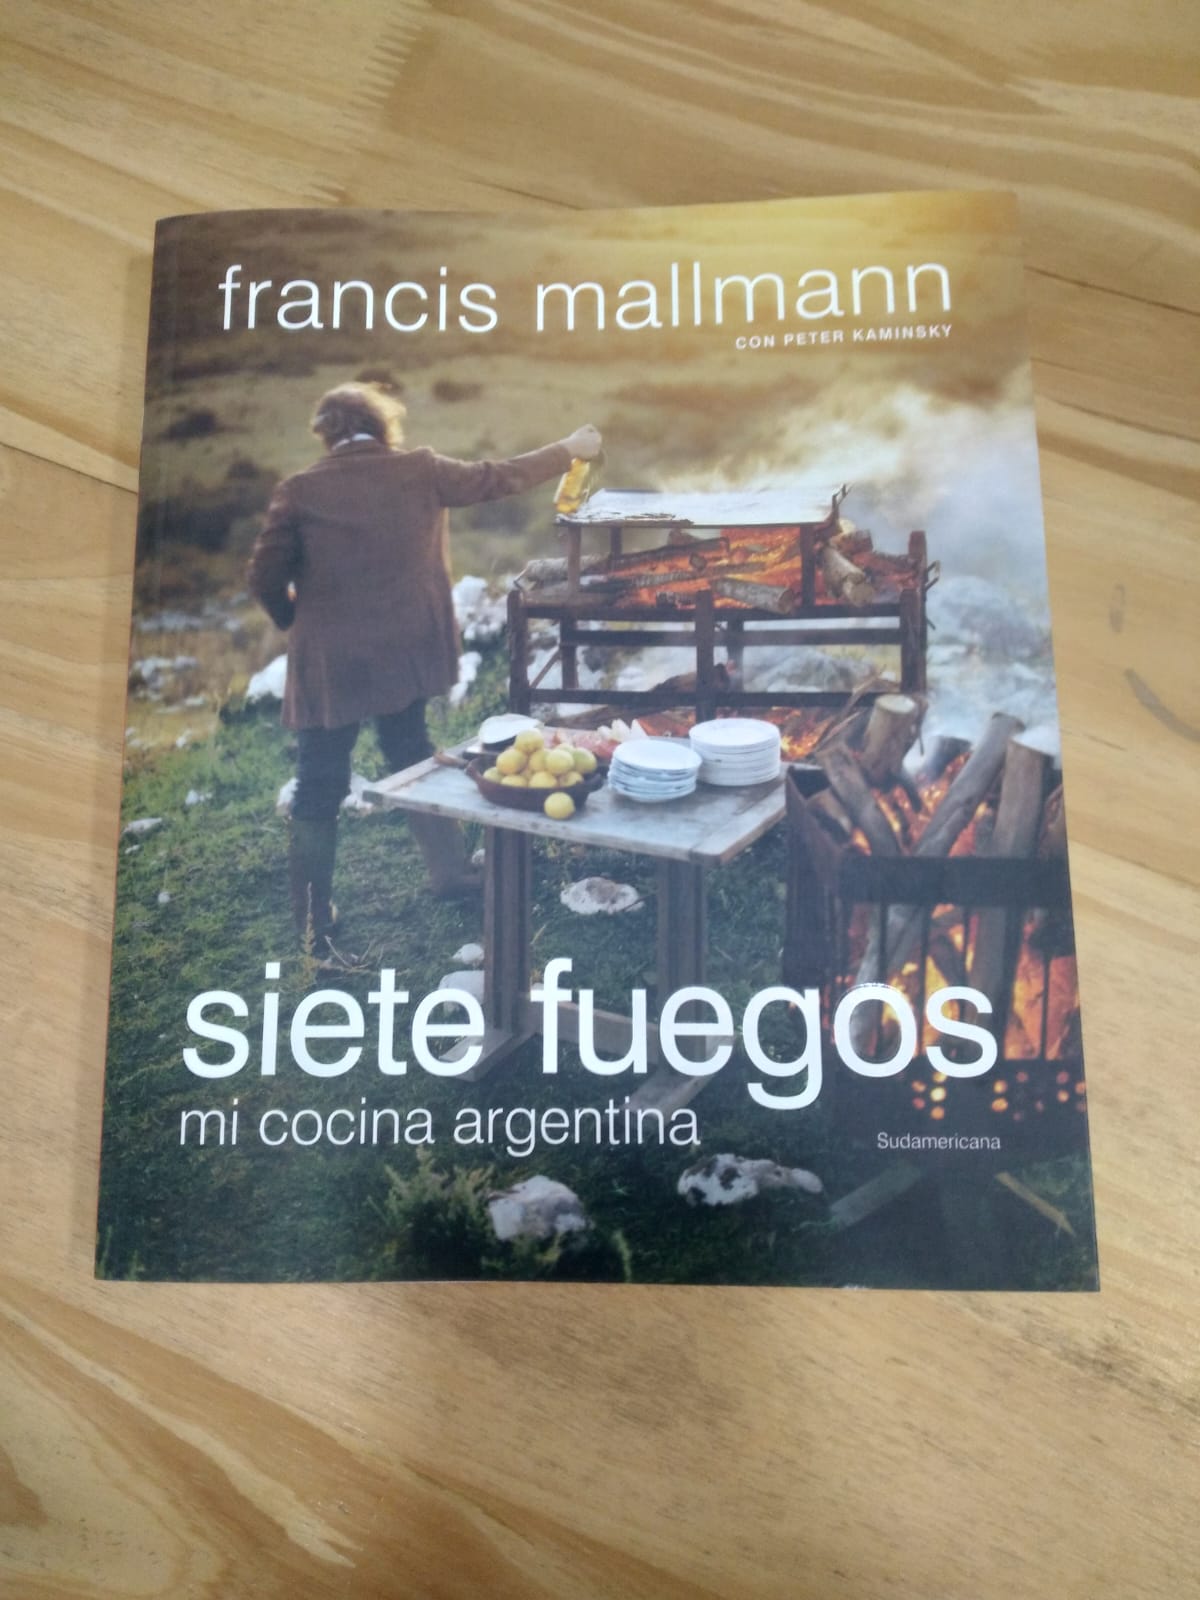 francis mallmann
CON PETER KAMINSKY
siete fuegos
mi cocina argentina
Sudamericana